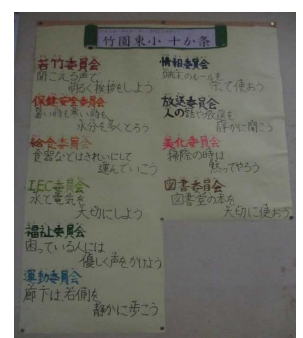 竹園東小 十か条
若竹委員会
聞こえる声で
明るく挨拶をしよう
保健安全委員会
暑い時も寒い時も
水分を とろう
給食委員会
食器などはきれいにして
運んでいこう
IEC委員会
水と電気を
大切にしよう
福祉委員会
困っている人には
優しく声をかけよう
運動委員会
廊下は、右側を
静かに歩こう
情報委員会
端末のルールを
守って使おう
放送委員会
人の話や放送を
静かに聞こう
美化委員会
掃除の時は
黙ってやろう
図書委員会
図書室の本を
大切に使おう